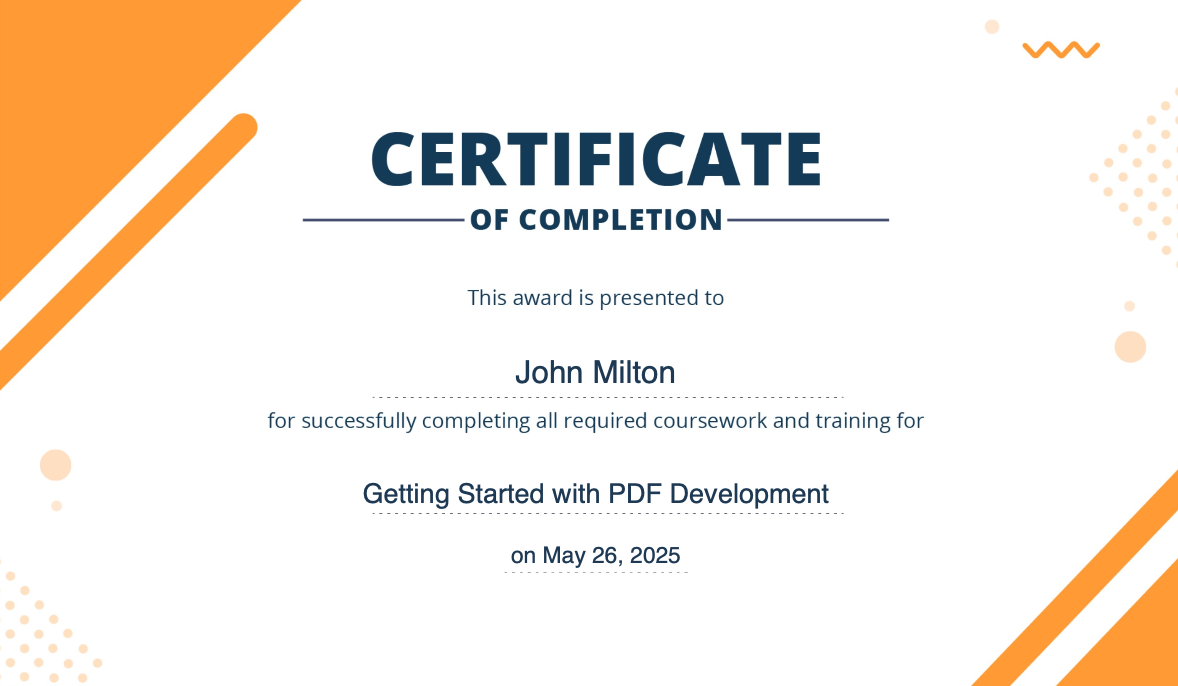 CERTIFICATE
OF COMPLETION
This award is presented to
John Milton
for successfully completing all required coursework and training for
Getting Started with PDF Development
on May 26, 2025